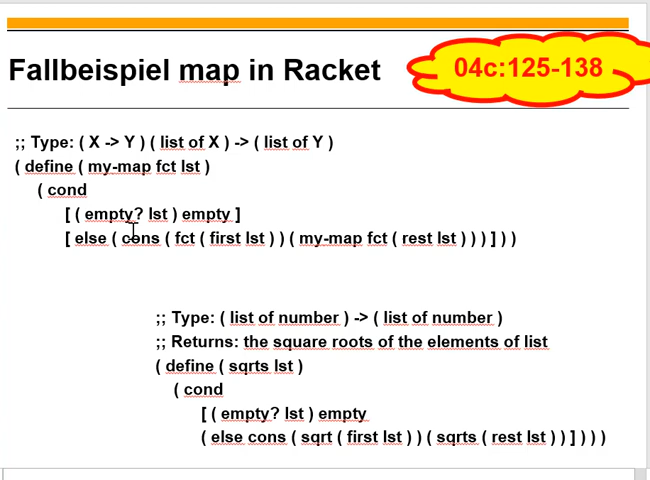 Fallbeispiel map in Racket
04c:125-138
;; Type: ( X -> Y ) ( list of X ) -> ( list of Y )
( define ( my-map fct lst )
( cond
[ ( empty? lst ) empty ]
[ else ( cons ( fct ( first lst ) ) ( my-map fct ( rest lst ) ) ) ] ) )
;; Type: ( list of number ) -> ( list of number )
;; Returns: the square roots of the elements of list
( define ( sqrts lst )
( cond
[ ( empty? lst ) empty
( else cons ( sqrt ( first lst ) ) ( sqrts ( rest lst ) ) ] ) ) )